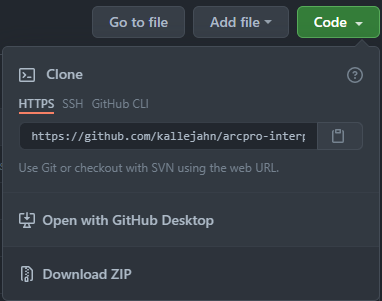 Go to file Add file Code
Clone
HTTPS SSH GitHub CLI
https://github.com/kallejahn/arcpro-interp
Use Git or checkout with SVN using the web URL.
Open with GitHub Desktop
Download ZIP